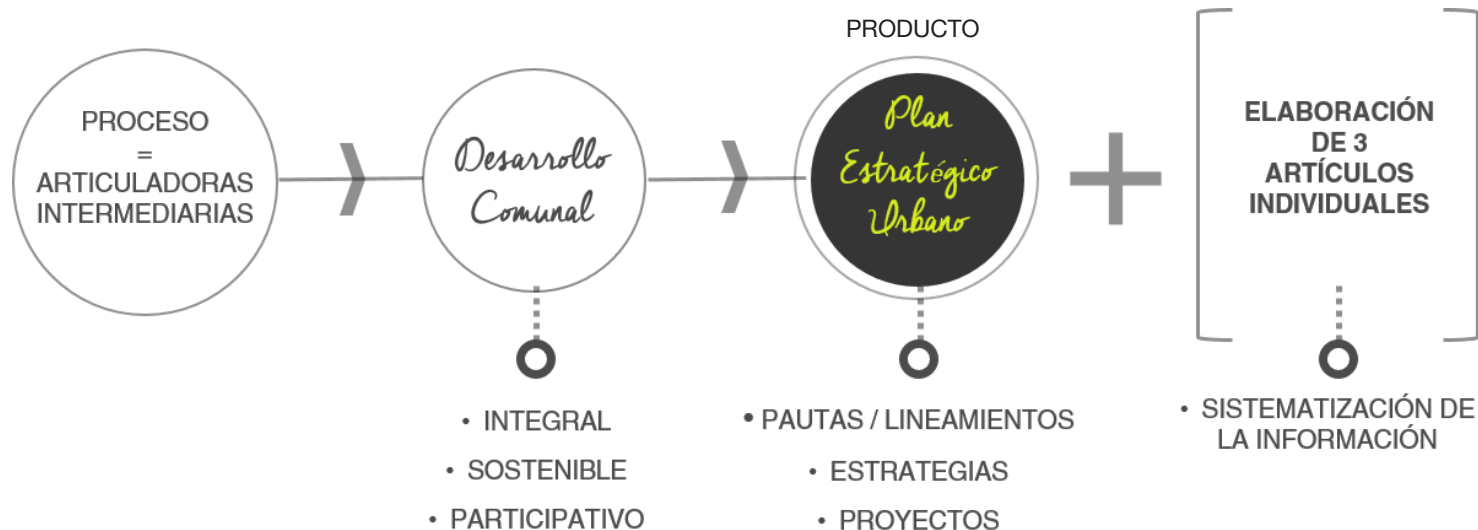 PROCESO
=
ARTICULADORAS
INTERMEDIARIAS
Desarrollo
Comunal
• INTEGRAL
• SOSTENIBLE
• PARTICIPATIVO
PRODUCTO
Plan
Estratégico
Urbano
• PAUTAS / LINEAMIENTOS
• ESTRATEGIAS
• PROYECTOS
+
ELABORACIÓN
DE 3
ARTÍCULOS
INDIVIDUALES
• SISTEMATIZACIÓN DE
LA INFORMACIÓN